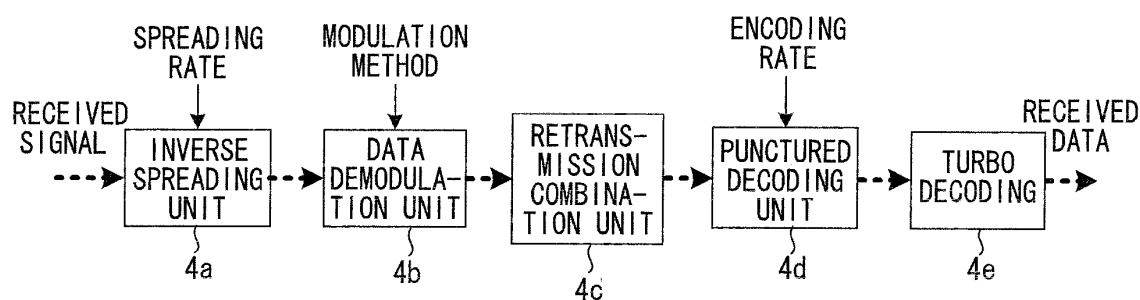 SPREADING
RATE
MODULATION
METHOD
ENCODING
RATE
RECEIVED
SIGNAL
INVERSE
SPREADING
UNIT
DATA
DEMODULA-
TION UNIT
RETRANS-
MISSION
COMBINA-
TION UNIT
PUNCTURED
DECODING
UNIT
TURBO
DECODING
RECEIVED
DATA
4a
4b
4c
4d
4e